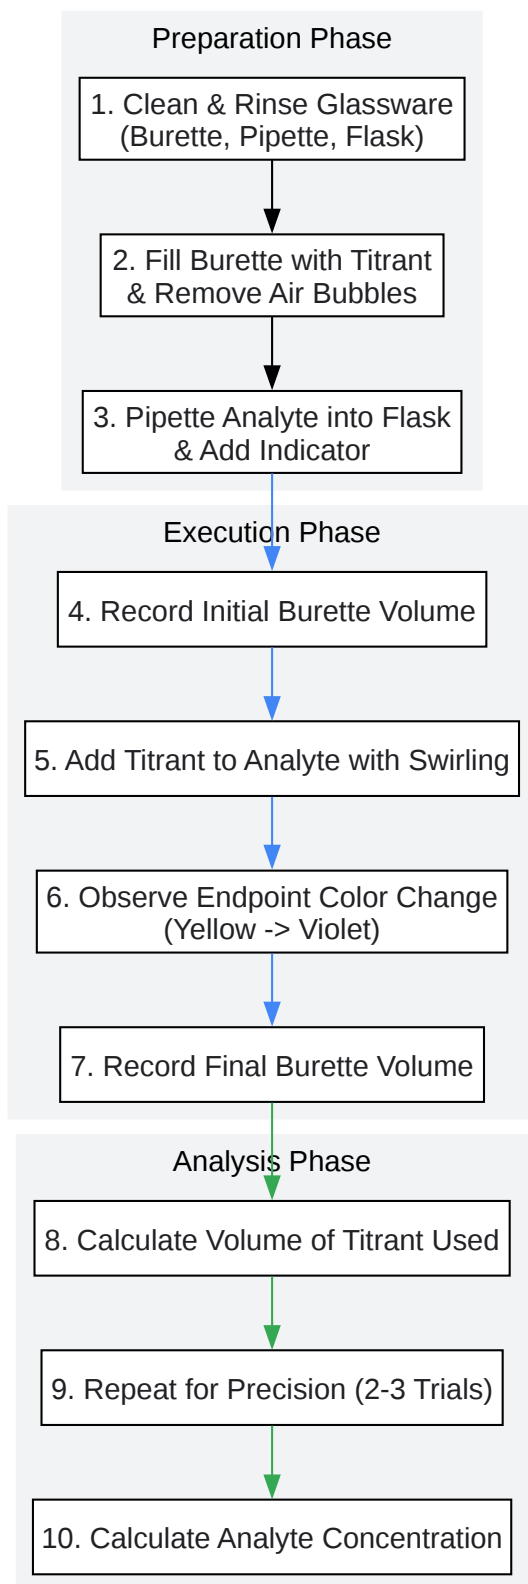 Preparation Phase
1. Clean & Rinse Glassware
(Burette, Pipette, Flask)
2. Fill Burette with Titrant
& Remove Air Bubbles
3. Pipette Analyte into Flask
& Add Indicator
Execution Phase
4. Record Initial Burette Volume
5. Add Titrant to Analyte with Swirling
6. Observe Endpoint Color Change
(Yellow -> Violet)
7. Record Final Burette Volume
Analysis Phase
8. Calculate Volume of Titrant Used
9. Repeat for Precision (2-3 Trials)
10. Calculate Analyte Concentration